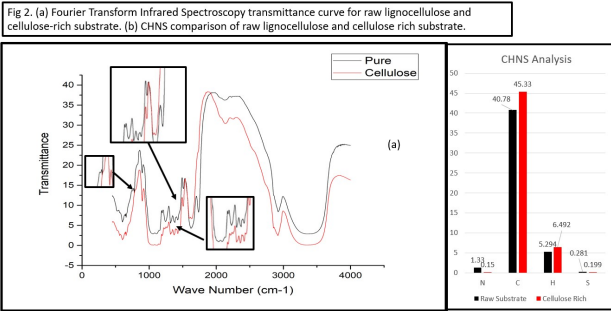 Fig 2. (a) Fourier Transform Infrared Spectroscopy transmittance curve for raw lignocellulose and
cellulose-rich substrate. (b) CHNS comparison of raw lignocellulose and cellulose rich substrate.
Pure
Cellulose
(a)
40
35
30
25
20
15
10
5
0
-5
Transmittance
0 1000 2000 3000 4000
Wave Number (cm-1)
CHNS Analysis
50
45
40
35
30
25
20
15
10
5
0
1.33
0.15
40.78
45.33
5.294
6.492
0.281
0.199
N C H S
Raw Substrate Cellulose Rich